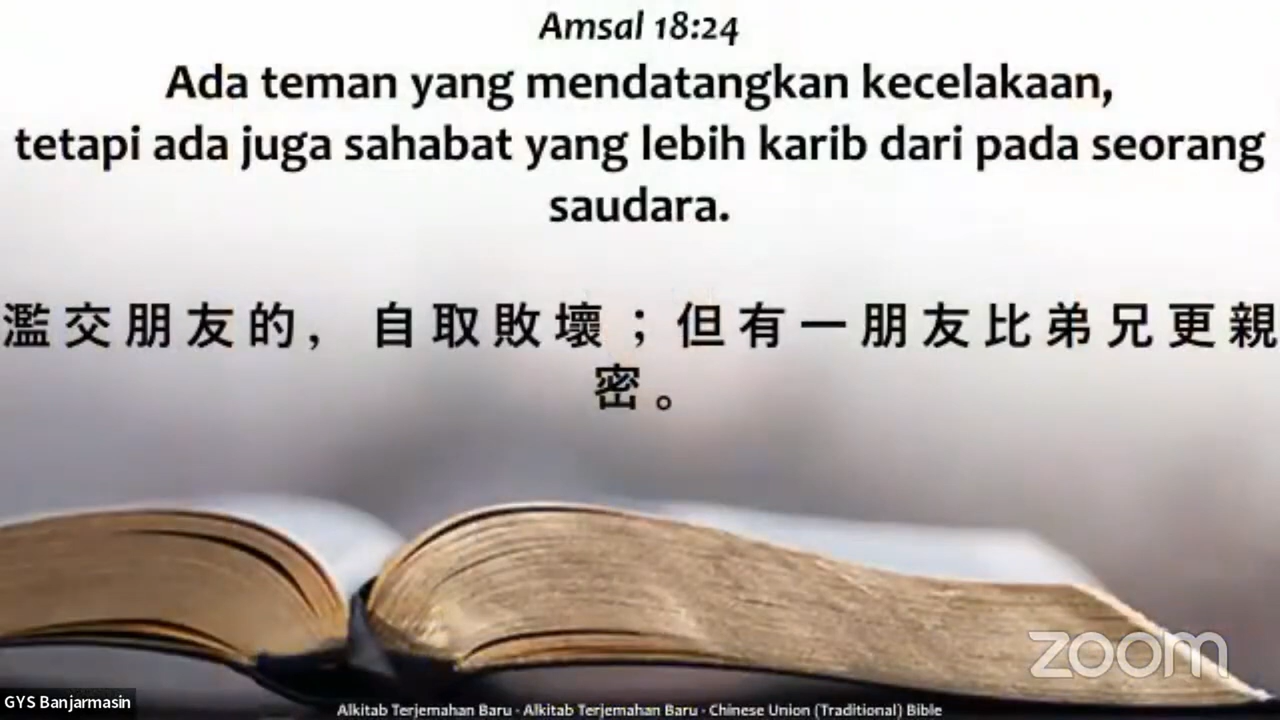 Amsal 18:24
Ada teman yang mendatangkan kecelakaan,
tetapi ada juga sahabat yang lebih karib dari pada seorang
saudara.
濫交朋友的，自取敗壞；但有一朋友比弟兄更親
密。
zoom
GYS Banjarmasin
Alkitab Terjemahan Baru - Alkitab Terjemahan Baru - Chinese Union (Traditional) Bible